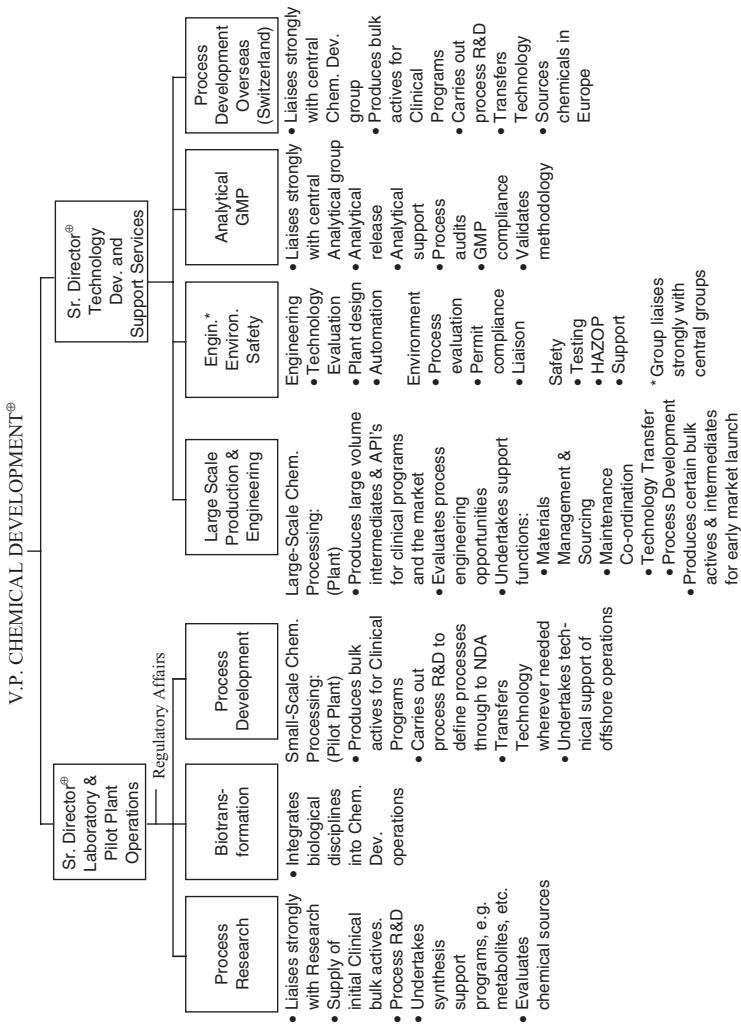 V.P. CHEMICAL DEVELOPMENT⊕
Sr. Director⊕
Laboratory &
Pilot Plant
Operations
Regulatory Affairs
Sr. Director⊕
Technology
Dev. and
Support Services
Process
Research
• Liaises strongly
with Research
• Supply of
initial Clinical
bulk actives.
• Process R&D
• Undertakes
synthesis
support
programs, e.g.
metabolites, etc.
• Evaluates
chemical sources
Biotrans-
formation
• Integrates
biological
disciplines
into Chem.
Dev.
operations
Process
Development
Small-Scale Chem.
Processing:
(Pilot Plant)
• Produces bulk
actives for Clinical
Programs
• Carries out
process R&D to
define processes
through to NDA
• Transfers
Technology
wherever needed
• Undertakes tech-
nical support of
offshore operations
Large Scale
Production &
Engineering
Large-Scale Chem.
Processing:
(Plant)
• Produces large volume
intermediates & API's
for clinical programs
and the market
• Evaluates process
engineering
opportunities
• Undertakes support
functions:
• Materials
Management &
Sourcing
• Maintenance
Co-ordination
• Technology Transfer
• Process Development
• Produces certain bulk
actives & intermediates
for early market launch
Engin.*
Environ.
Safety
Engineering
• Technology
Evaluation
• Plant design
• Automation
Environment
• Process
evaluation
• Permit
compliance
• Liaison
Safety
• Testing
• HAZOP
• Support
* Group liaises
strongly with
central groups
Analytical
GMP
• Liaises strongly
with central
Analytical group
• Analytical
release
• Analytical
support
• Process
audits
• GMP
compliance
• Validates
methodology
Process
Development
Overseas
(Switzerland)
• Liaises strongly
with central
Chem. Dev.
group
• Produces bulk
actives for
Clinical
Programs
• Carries out
process R&D
• Transfers
Technology
• Sources
chemicals in
Europe